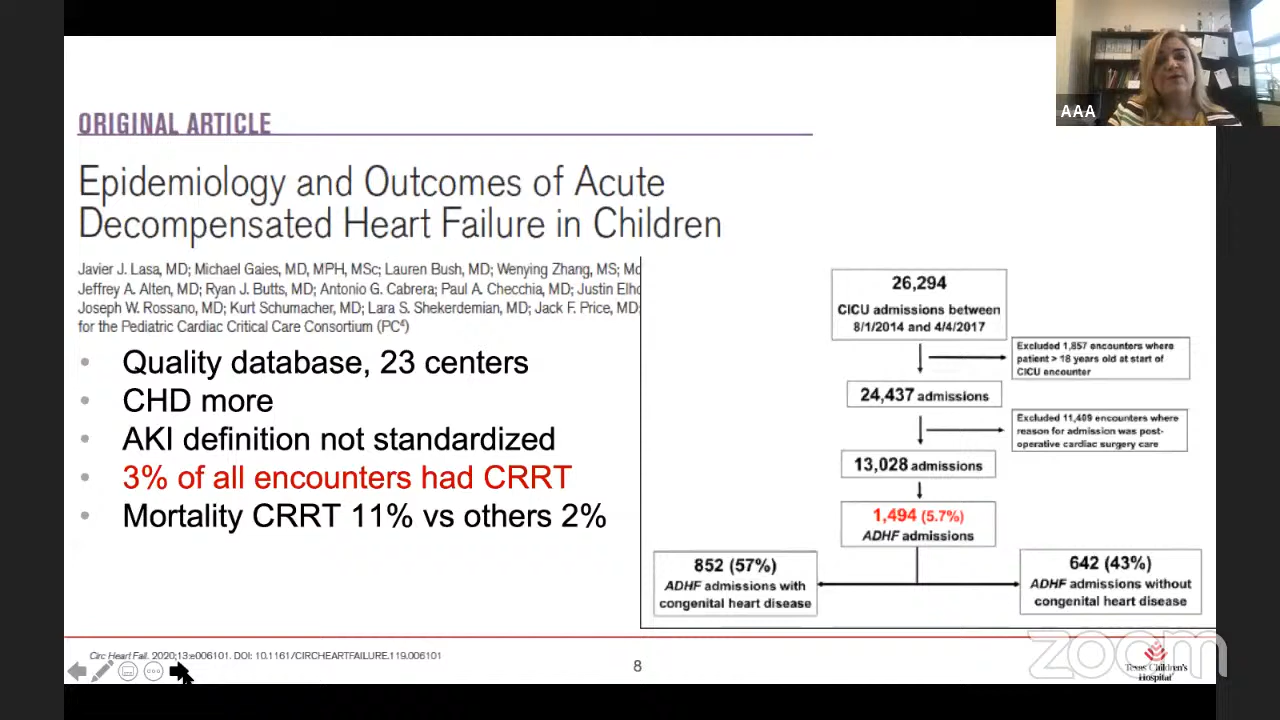 AAA
ORIGINAL ARTICLE
Epidemiology and Outcomes of Acute
Decompensated Heart Failure in Children
Javier J. Lasa, MD; Michael Gaies, MD, MPH, MSc; Lauren Bush, MD; Wenying Zhang, MS;
Jeffrey A. Alten, MD; Ryan J. Butts, MD; Antonio G. Cabrera, MD; Paul A. Checchia, MD; Justin
Joseph W. Rossano, MD; Kurt Schumacher, MD; Lara S. Shekerdemian, MD; Jack F. Price, MD
for the Pediatric Cardiac Critical Care Consortium (PC⁴)
• Quality database, 23 centers
• CHD more
• AKI definition not standardized
• 3% of all encounters had CRRT
• Mortality CRRT 11% vs others 2%
26,294
CICU admissions between
8/1/2014 and 4/4/2017
Excluded 1,857 encounters where
patient > 18 years old at start of
CICU encounter
24,437 admissions
Excluded 11,409 encounters where
reason for admission was post-
operative cardiac surgery care
13,028 admissions
1,494 (5.7%)
ADHF admissions
852 (57%)
ADHF admissions with
congenital heart disease
642 (43%)
ADHF admissions without
congenital heart disease
Circ Heart Fail. 2020;13:e006101. DOI: 10.1161/CIRCHEARTFAILURE.119.006101
8
zoom
Texas Children's
Hospital